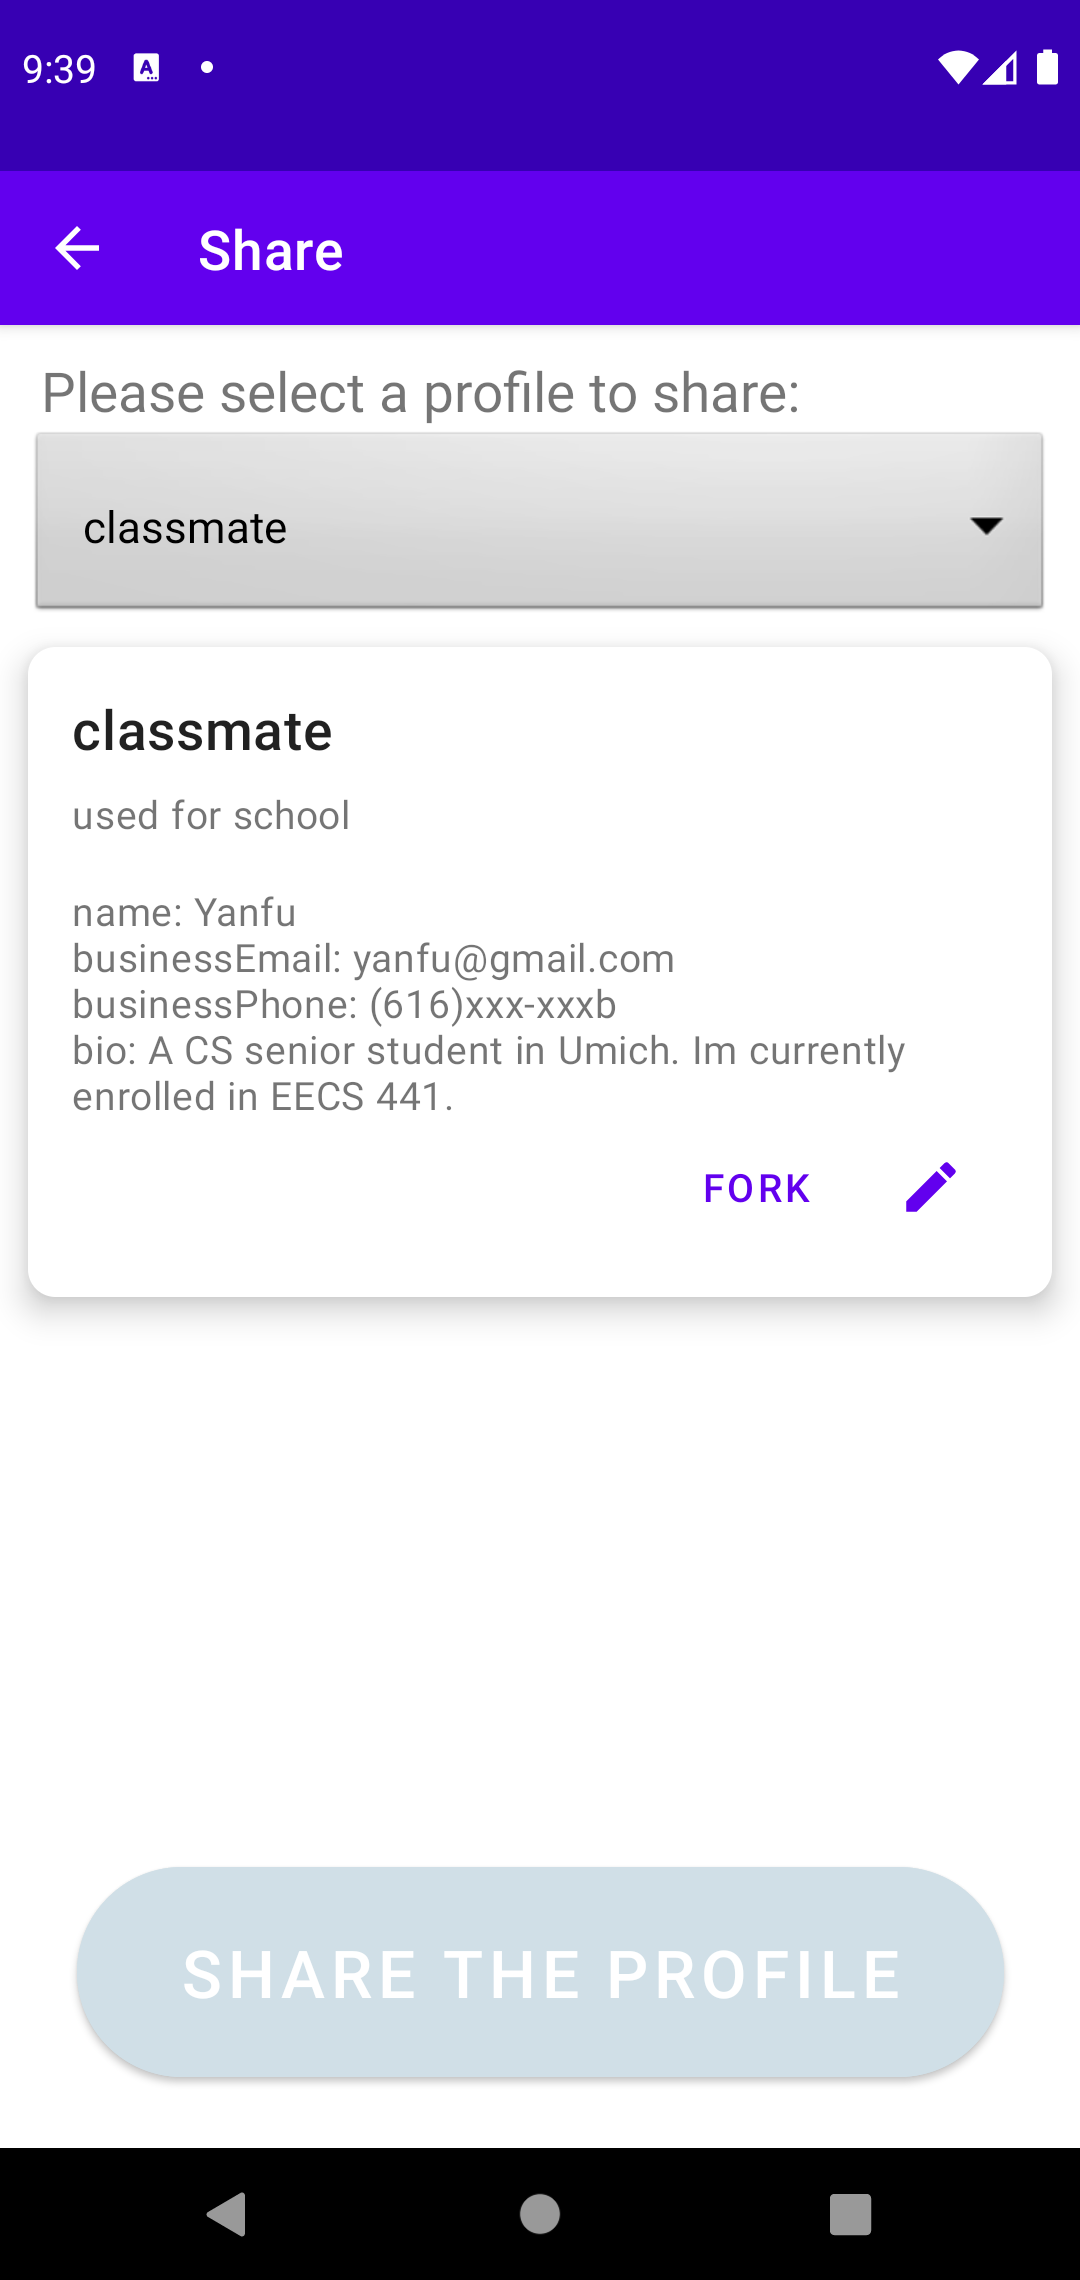 9:39
Share
Please select a profile to share:
classmate
classmate
used for school
name: Yanfu
businessEmail: yanfu@gmail.com
businessPhone: (616)xxx-xxxb
bio: A CS senior student in Umich. Im currently
enrolled in EECS 441.
FORK
SHARE THE PROFILE